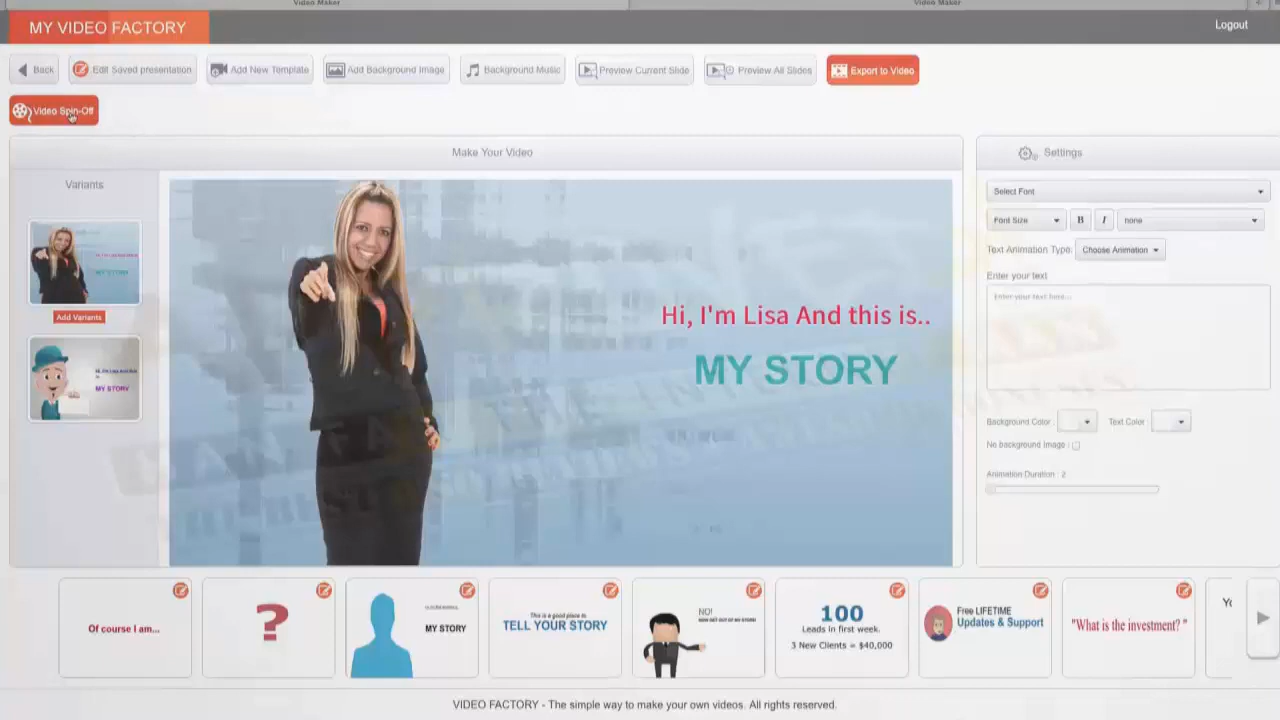 Video Maker
Video Maker
MY VIDEO FACTORY
Logout
Back
Edit Saved presentation
Add New Template
Add Background Image
Background Music
Preview Current Slide
Preview All Slides
Export to Video
Video Spin-Off
Make Your Video
Settings
Variants
Add Variants
MY STORY
Hi, I'm Lisa And this is..
MY STORY
Select Font
Font Size
B
I
none
Text Animation Type:
Choose Animation
Enter your text
Enter your text here...
Background Color :
Text Color :
No background image :
Animation Duration : 2
Of course I am...
?
MY STORY
This is a good place to
TELL YOUR STORY
NO!
100
Leads in first week.
3 New Clients = $40,000
Free LIFETIME
Updates & Support
"What is the investment? "
VIDEO FACTORY - The simple way to make your own videos. All rights reserved.